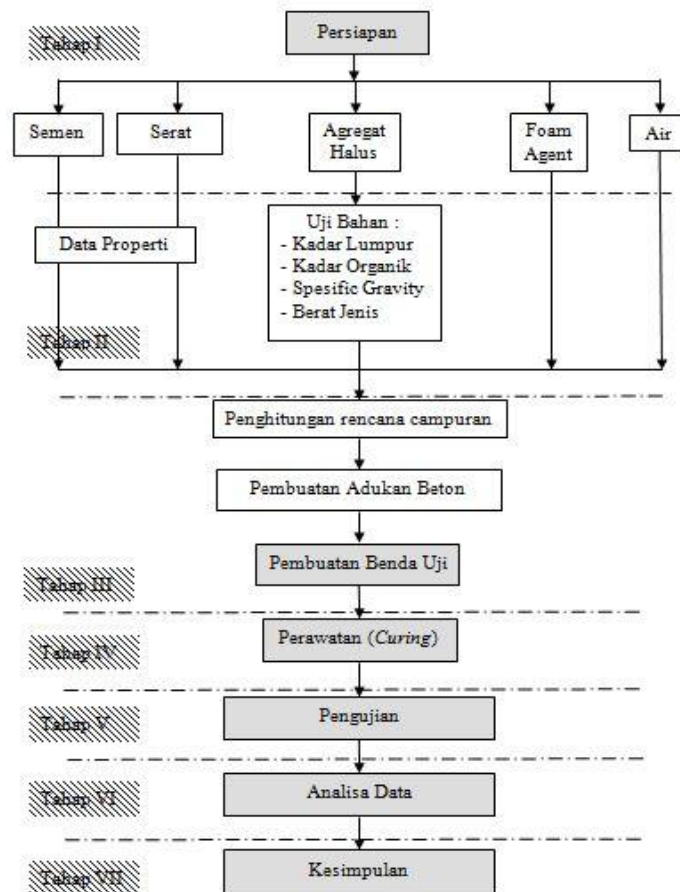 Persiapan
Tahap I
Semen
Serat
Agregat
Halus
Foam
Agent
Air
Uji Bahan :
- Kadar Lumpur
- Kadar Organik
- Spesific Gravity
- Berat Jenis
Data Properti
Tahap II
Penghitungan rencana campuran
Pembuatan Adukan Beton
Pembuatan Benda Uji
Tahap III
Perawatan (Curing)
Tahap IV
Pengujian
Tahap V
Analisa Data
Tahap VI
Kesimpulan
Tahap VII